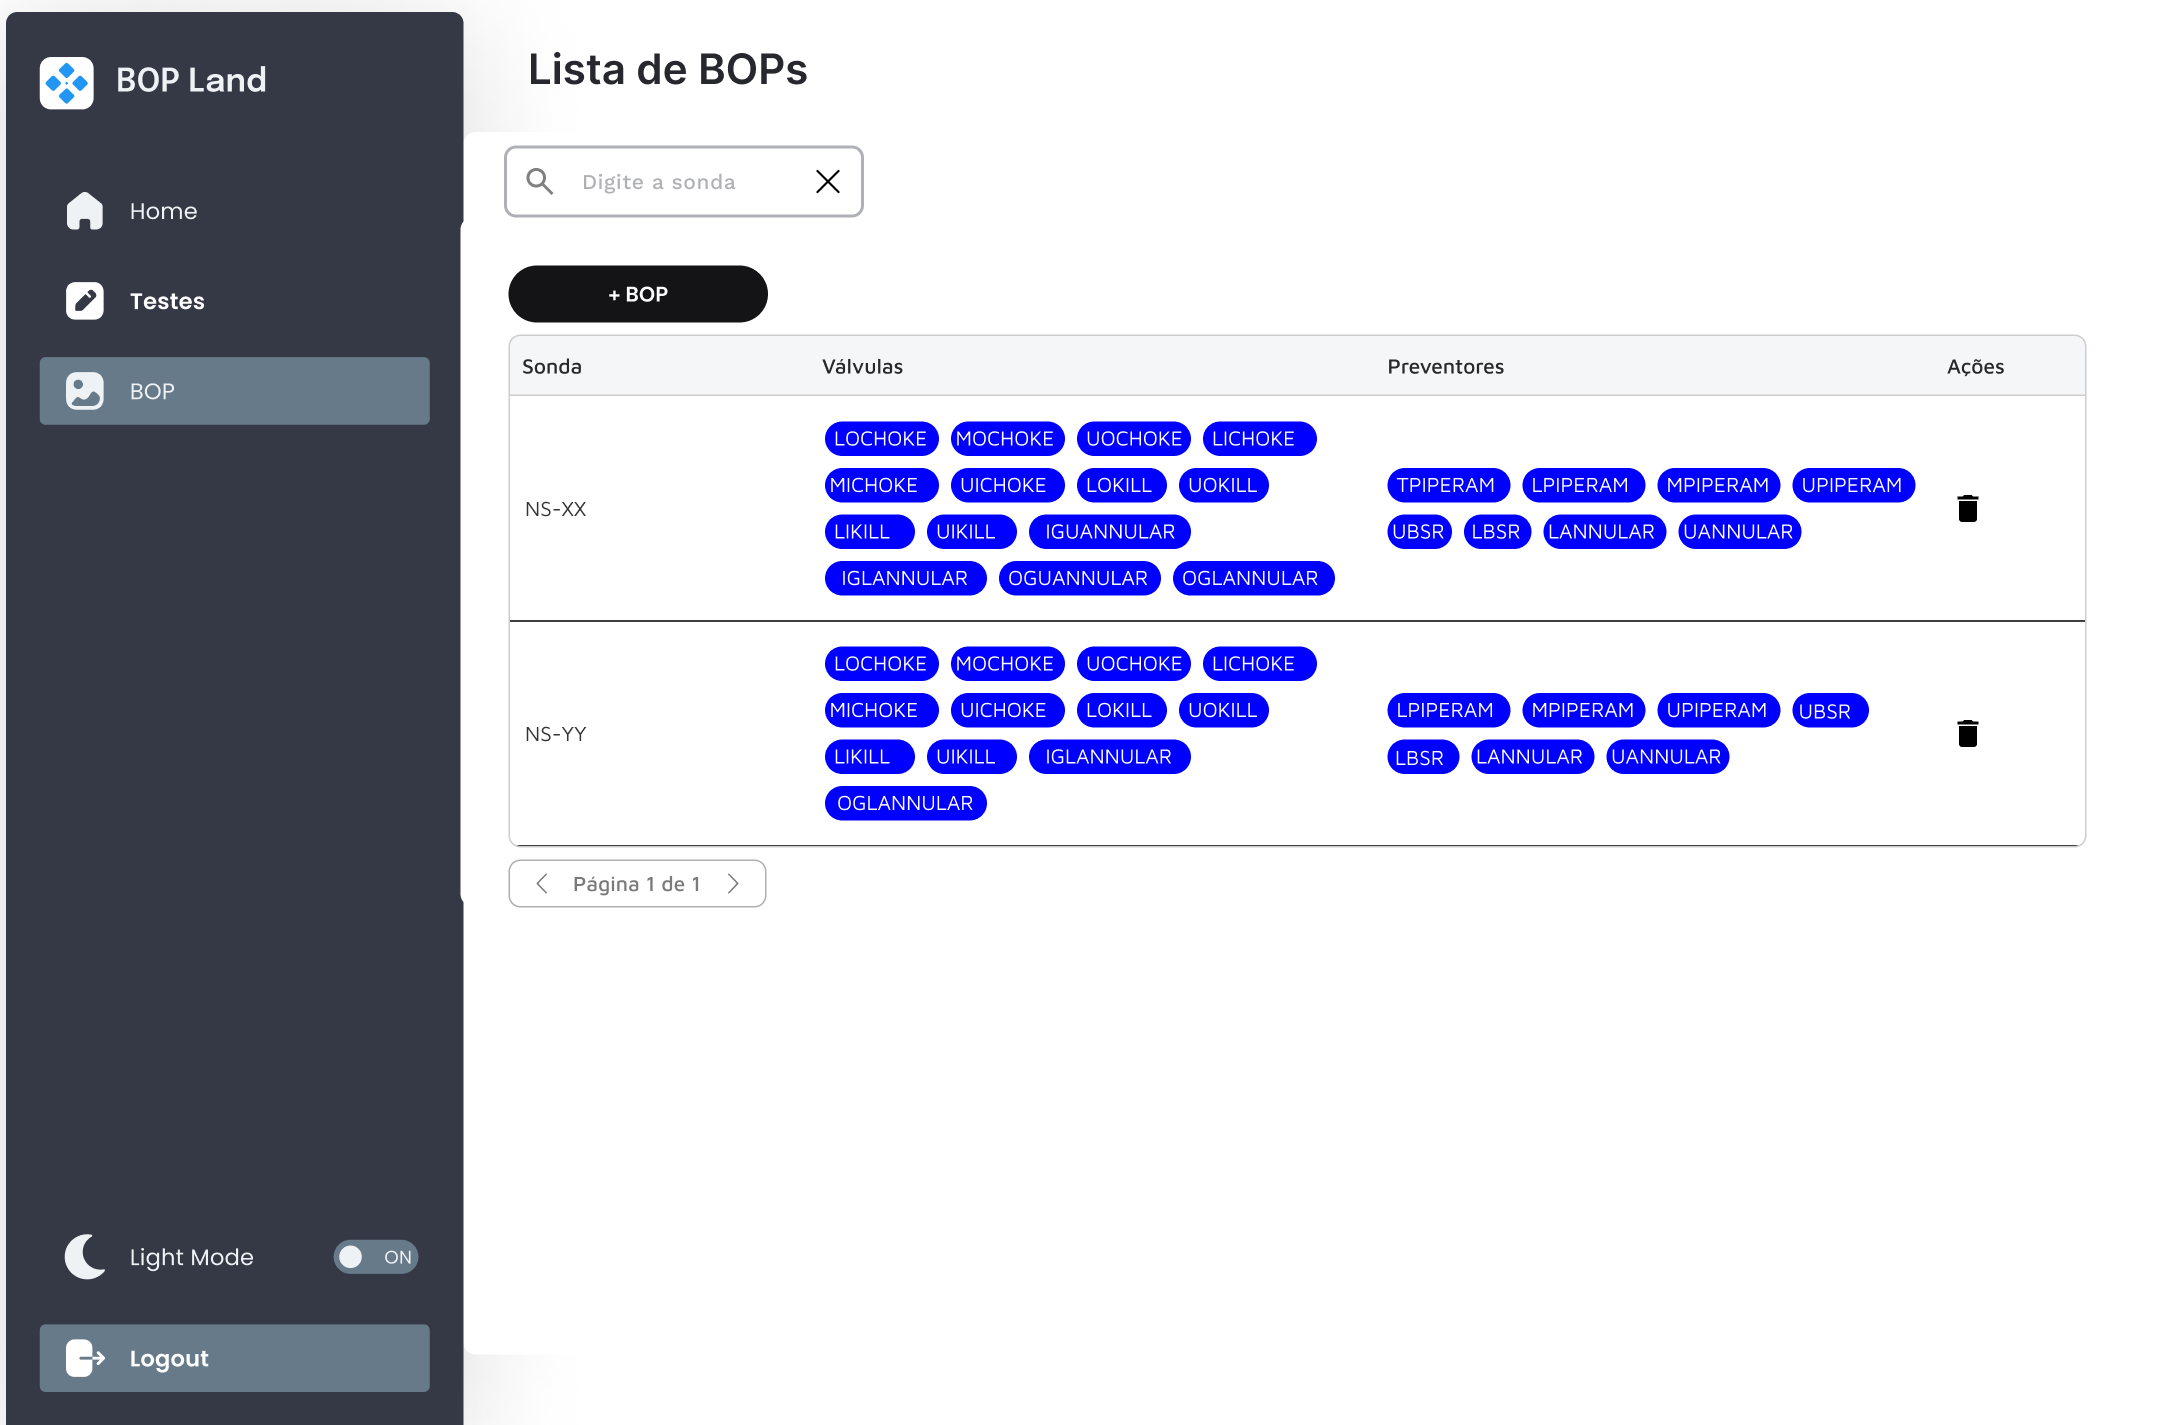 BOP Land
Home
Testes
BOP
Light Mode ON
Logout
Lista de BOPs
Digite a sonda
+ BOP
Sonda Válvulas Preventores Ações
NS-XX
LOCHOKE MOCHOKE UOCHOKE LICHOKE
MICHOKE UICHOKE LOKILL UOKILL
LIKILL UIKILL IGUANNULAR
IGLANNULAR OGUANNULAR OGLANNULAR
TPIPERAM LPIPERAM MPIPERAM UPIPERAM
UBSR LBSR LANNULAR UANNULAR
NS-YY
LOCHOKE MOCHOKE UOCHOKE LICHOKE
MICHOKE UICHOKE LOKILL UOKILL
LIKILL UIKILL IGLANNULAR
OGLANNULAR
LPIPERAM MPIPERAM UPIPERAM UBSR
LBSR LANNULAR UANNULAR
Página 1 de 1